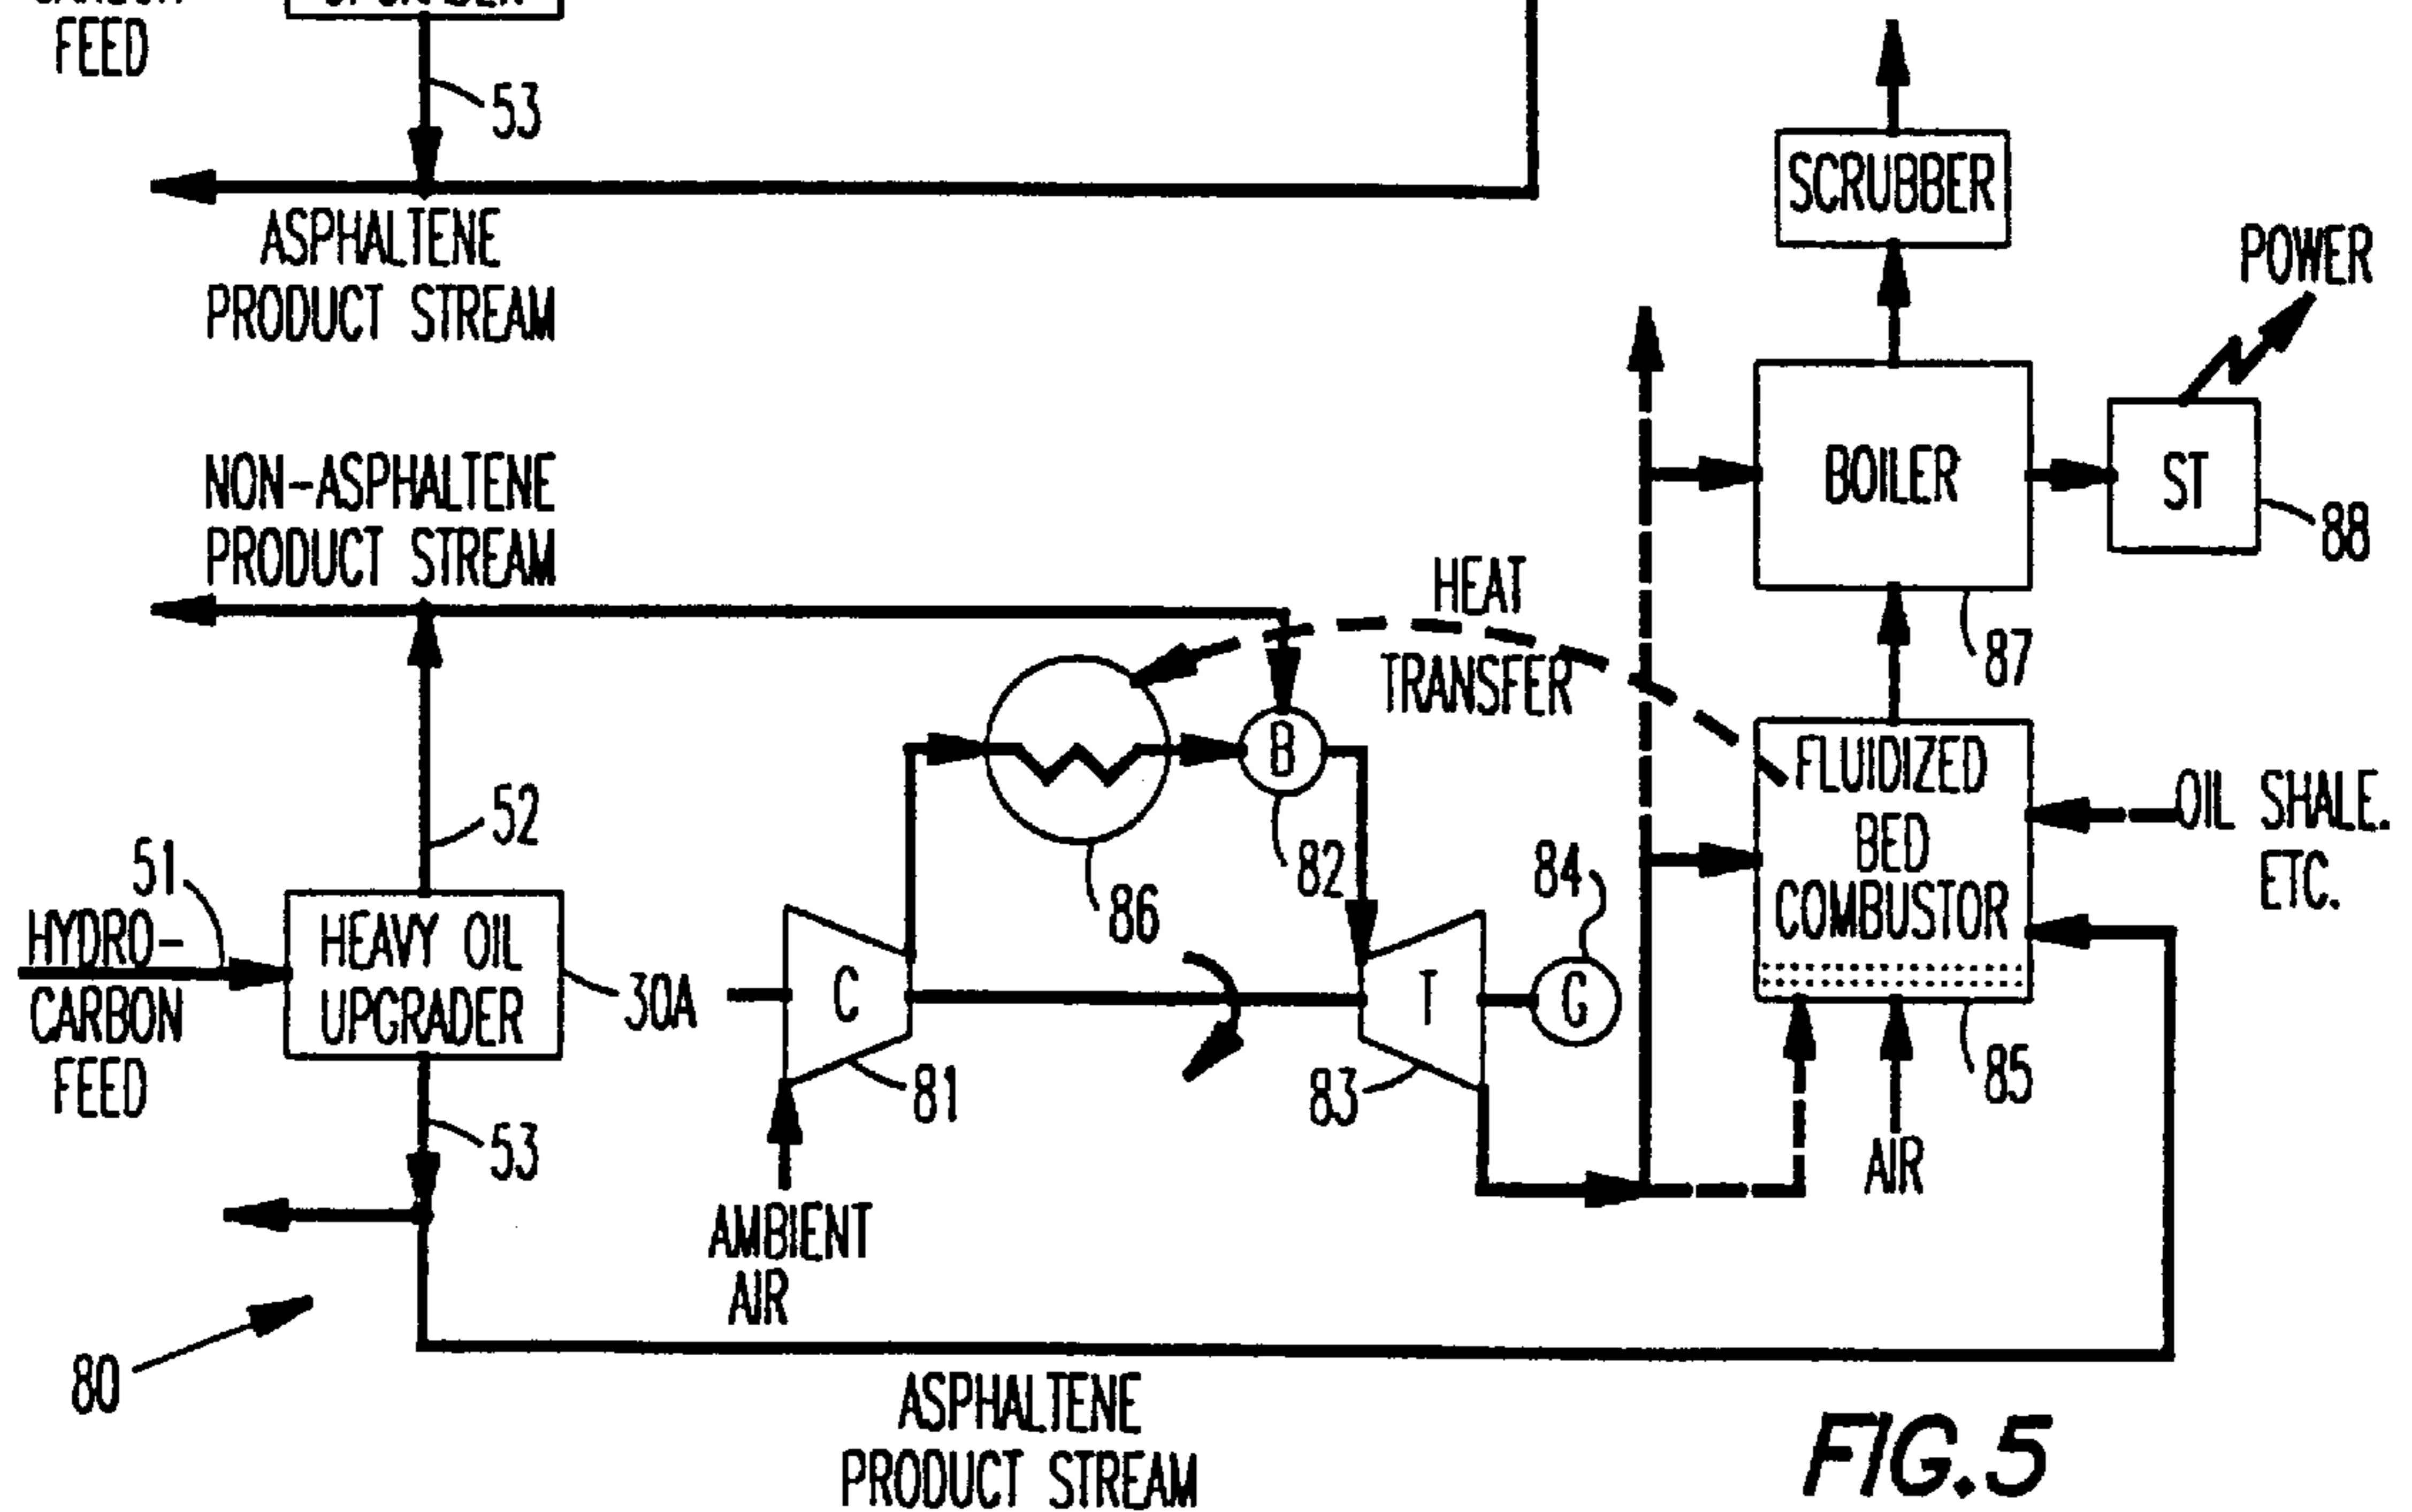 FEED
53
ASPHALTENE
PRODUCT STREAM
SCRUBBER
POWER
NON-ASPHALTENE
PRODUCT STREAM
BOILER
ST
88
HEAT
TRANSFER
87
B
52
FLUIDIZED
BED
COMBUSTOR
OIL SHALE.
ETC.
51
HYDRO-
CARBON
FEED
HEAVY OIL
UPGRADER
30A
86
82
84
C
T
G
81
83
85
53
AIR
AMBIENT
AIR
80
ASPHALTENE
PRODUCT STREAM
FIG.5